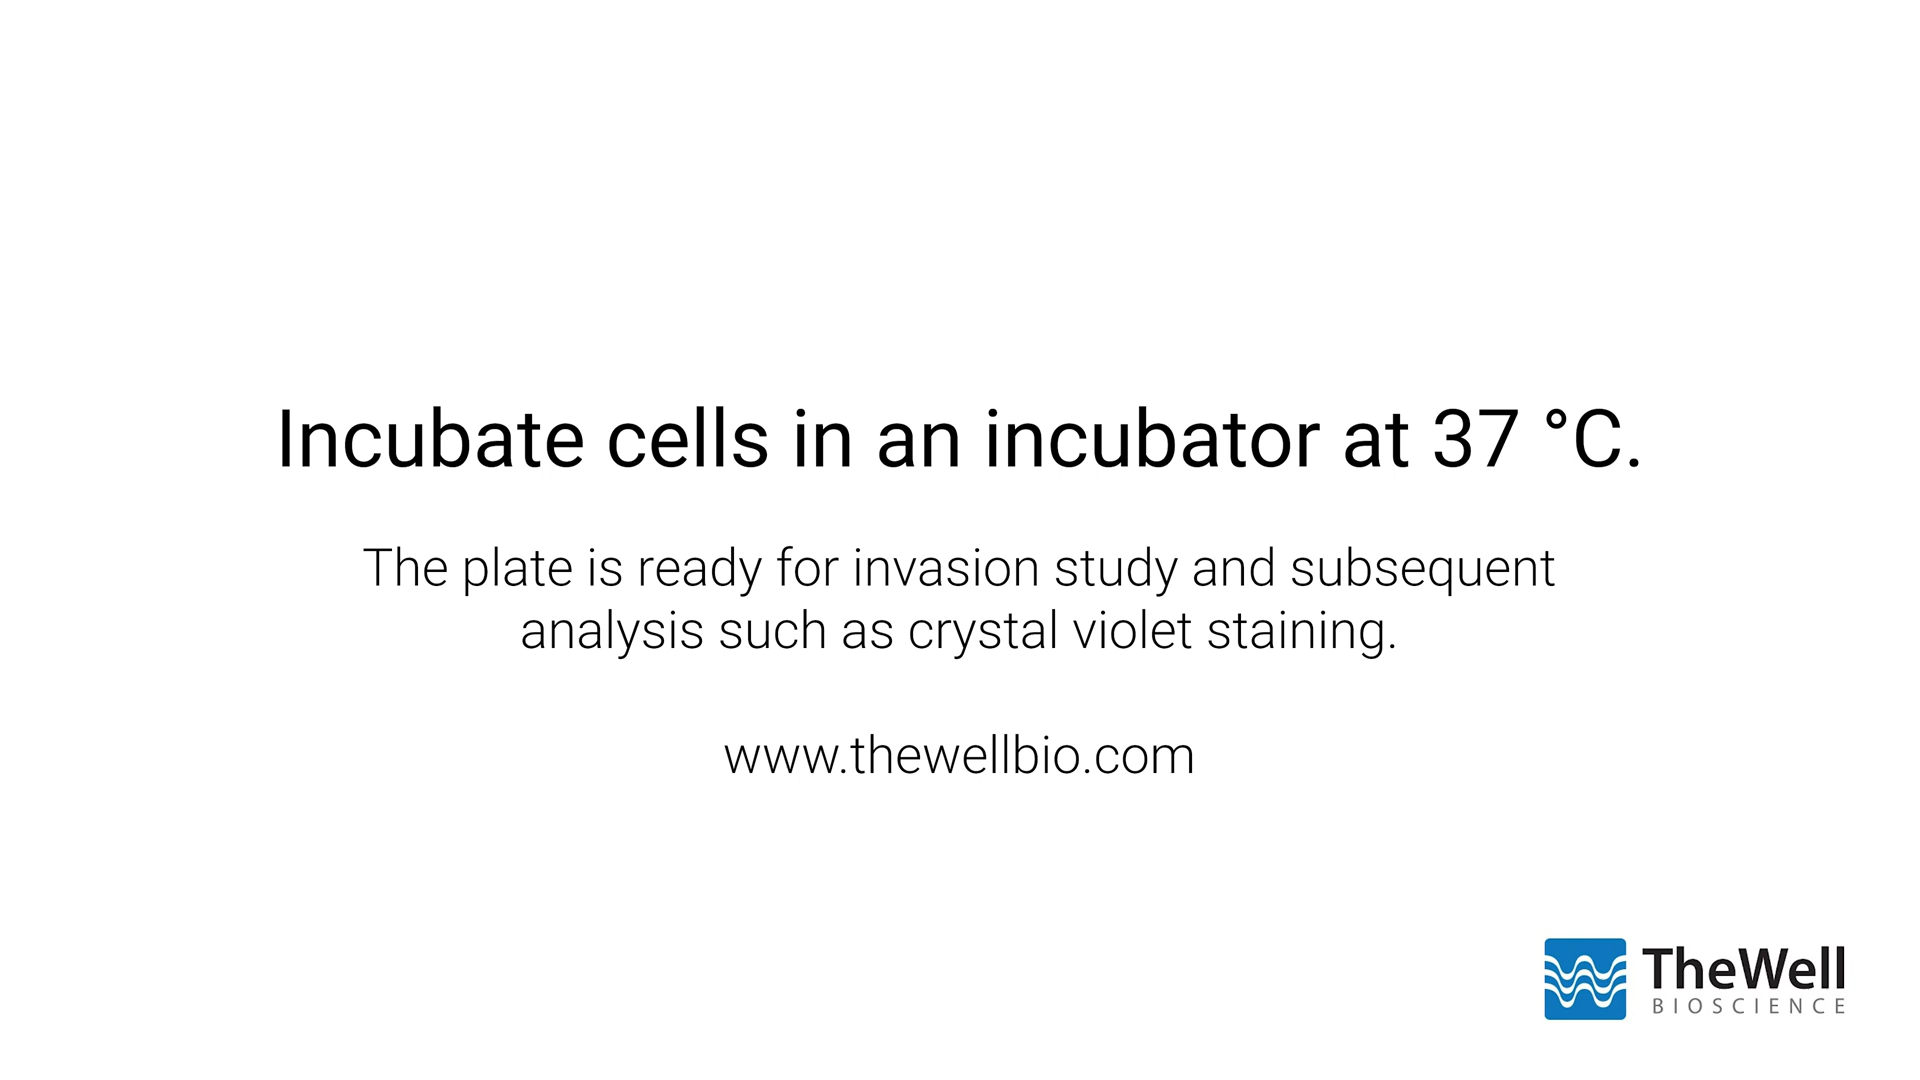 Incubate cells in an incubator at 37 °C.
The plate is ready for invasion study and subsequent
analysis such as crystal violet staining.
www.thewellbio.com
TheWell
BIOSCIENCE